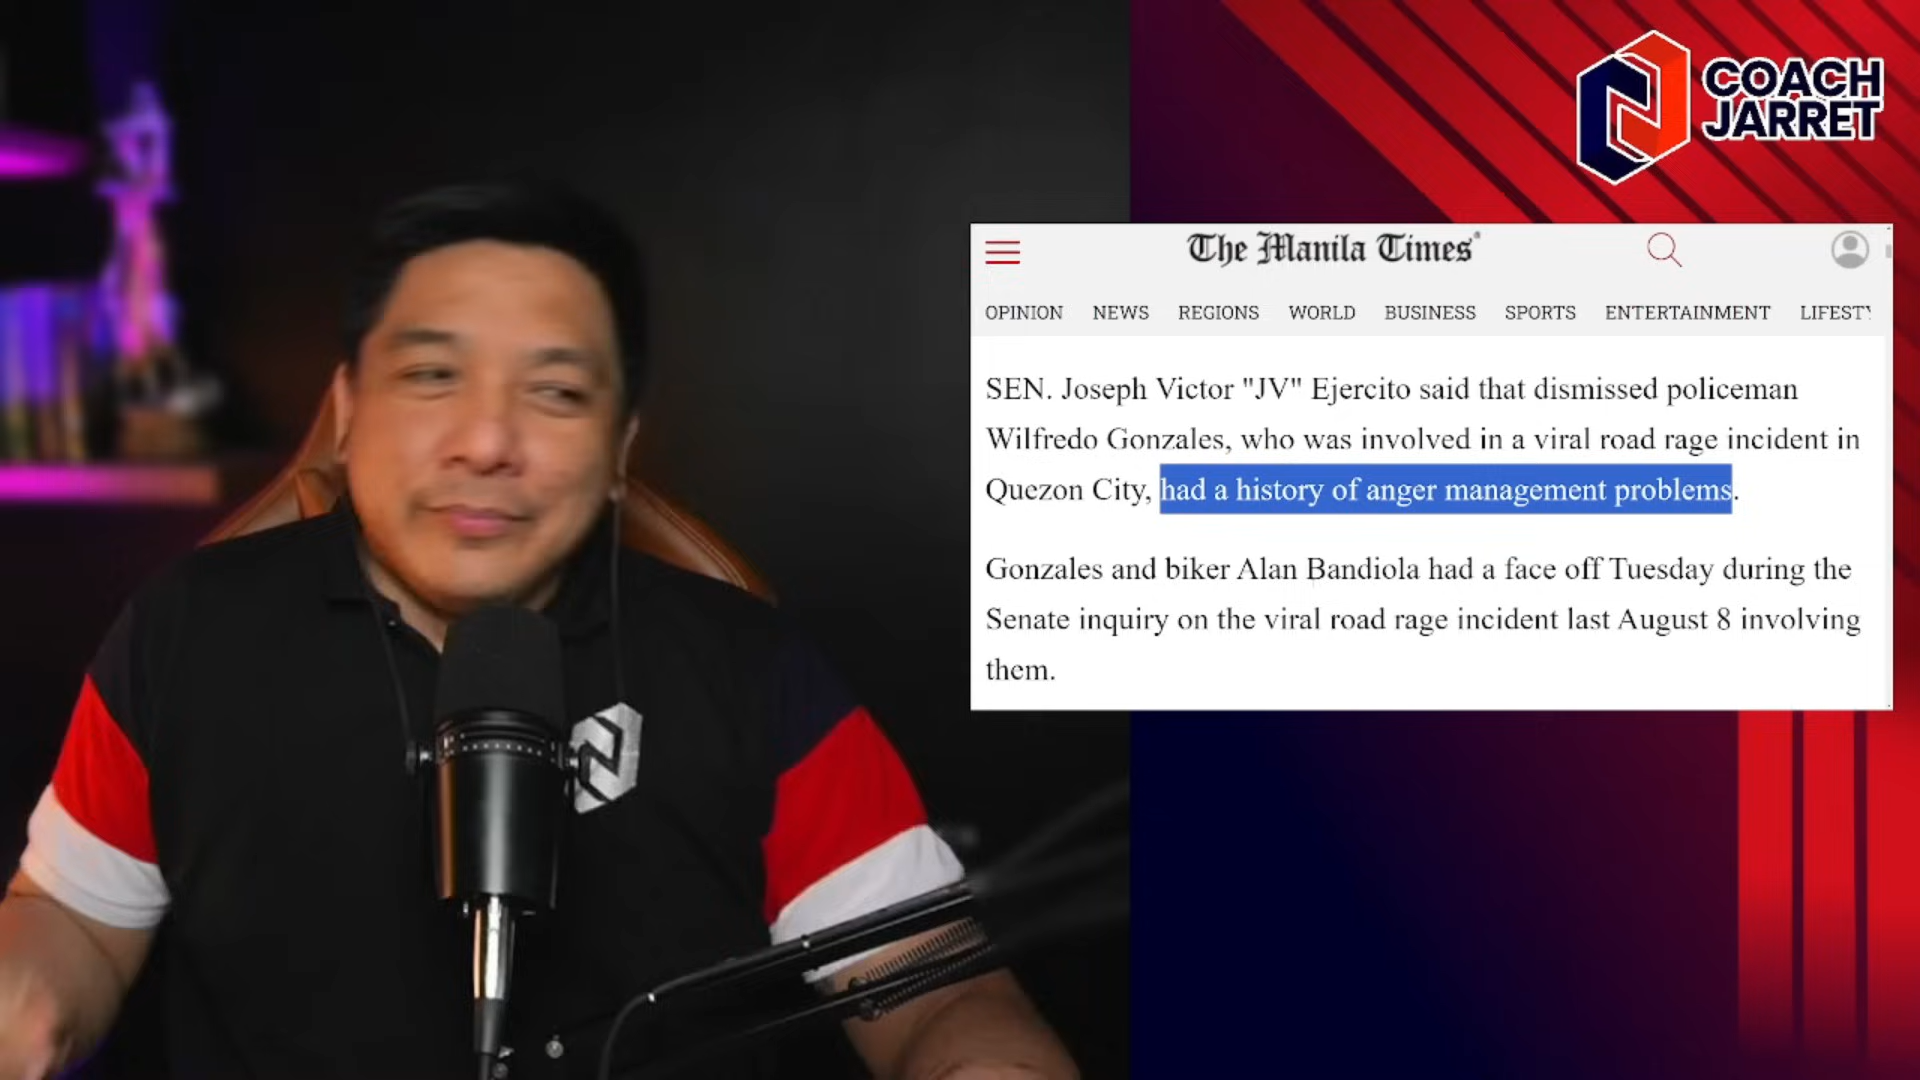 COACH
JARRET
The Manila Times
OPINION NEWS REGIONS WORLD BUSINESS SPORTS ENTERTAINMENT LIFESTY
SEN. Joseph Victor "JV" Ejercito said that dismissed policeman
Wilfredo Gonzales, who was involved in a viral road rage incident in
Quezon City, had a history of anger management problems.
Gonzales and biker Alan Bandiola had a face off Tuesday during the
Senate inquiry on the viral road rage incident last August 8 involving
them.